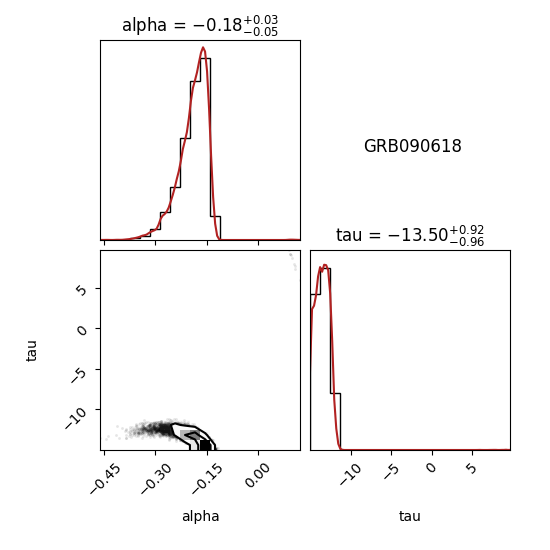 alpha = −0.18+0.03−0.05
GRB090618
tau = −13.50+0.92−0.96
tau
5
0
−5
−10
−0.45 −0.30 −0.15 0.00
−10 −5 0 5
alpha tau